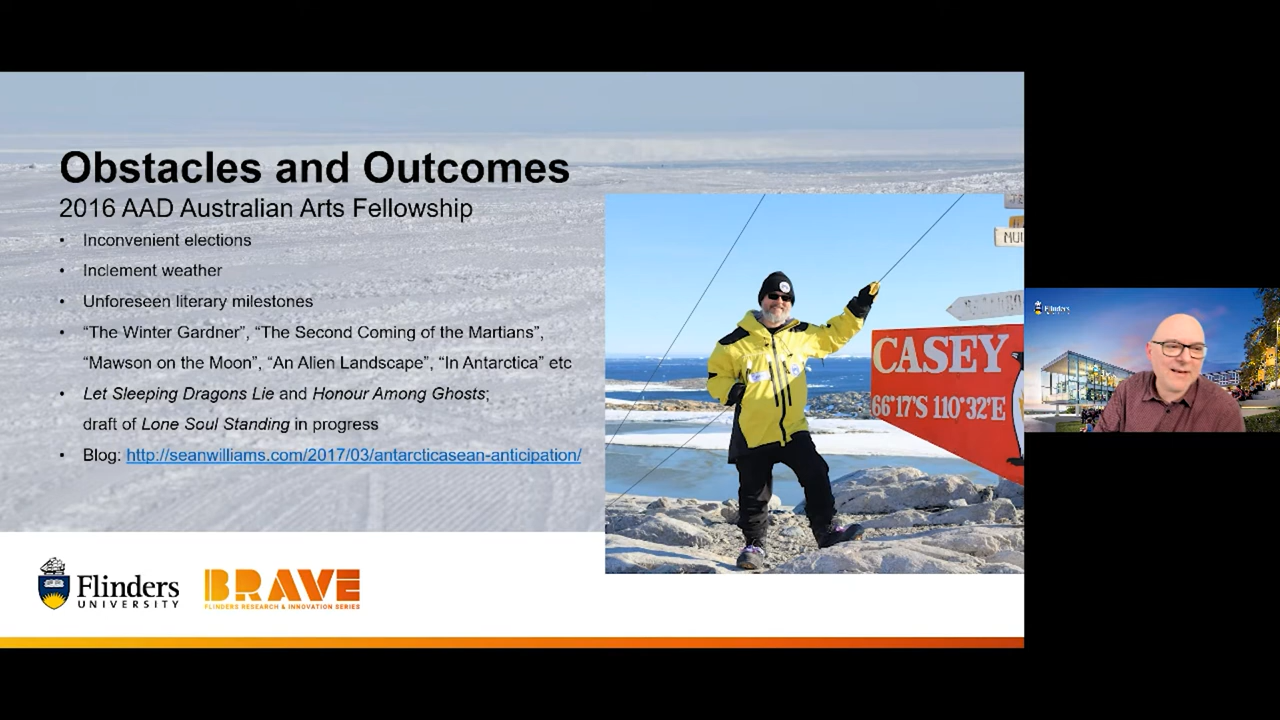 Obstacles and Outcomes
2016 AAD Australian Arts Fellowship
• Inconvenient elections
• Inclement weather
• Unforeseen literary milestones
• “The Winter Gardner”, “The Second Coming of the Martians”,
“Mawson on the Moon”, “An Alien Landscape”, “In Antarctica” etc
• Let Sleeping Dragons Lie and Honour Among Ghosts;
draft of Lone Soul Standing in progress
• Blog: http://seanwilliams.com/2017/03/antarcticasean-anticipation/
CASEY
66°17'S 110°32'E
Flinders
UNIVERSITY
BRAVE
FLINDERS RESEARCH & INNOVATION SERIES
Flinders
UNIVERSITY